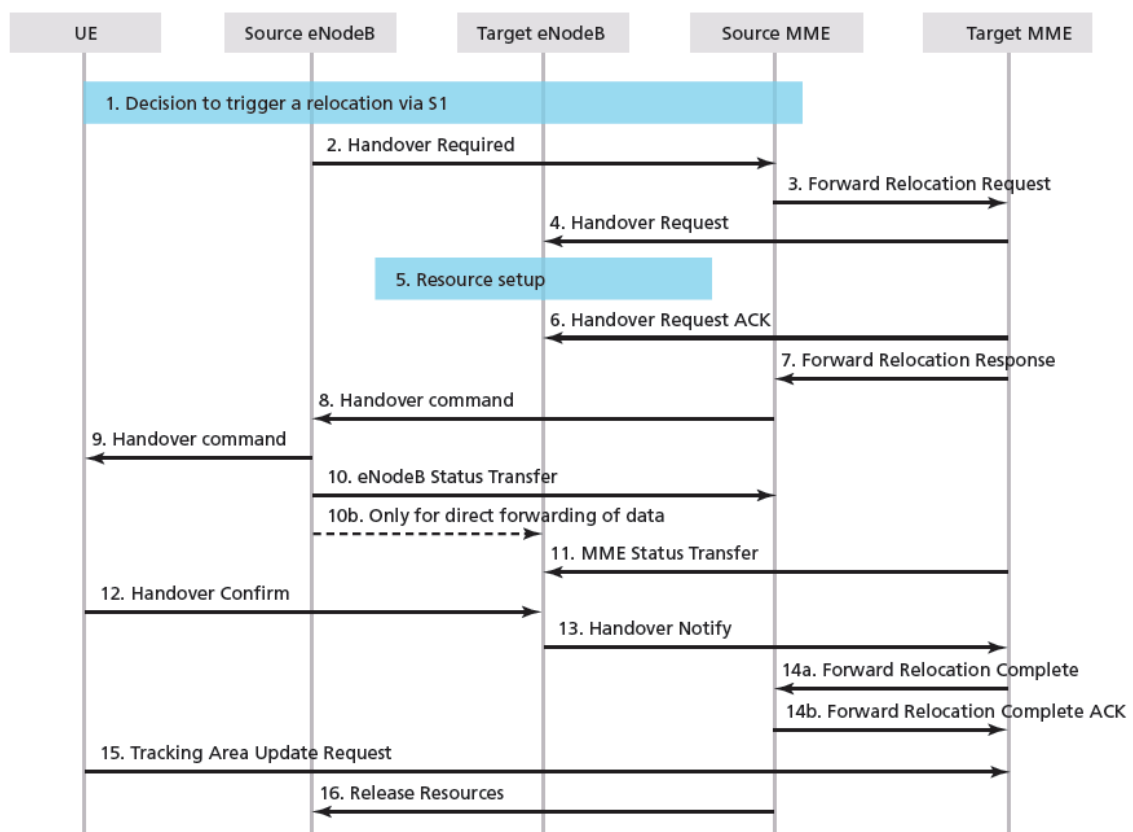 UE Source eNodeB Target eNodeB Source MME Target MME
1. Decision to trigger a relocation via S1
2. Handover Required
3. Forward Relocation Request
4. Handover Request
5. Resource setup
6. Handover Request ACK
7. Forward Relocation Response
8. Handover command
9. Handover command
10. eNodeB Status Transfer
10b. Only for direct forwarding of data
11. MME Status Transfer
12. Handover Confirm
13. Handover Notify
14a. Forward Relocation Complete
14b. Forward Relocation Complete ACK
15. Tracking Area Update Request
16. Release Resources